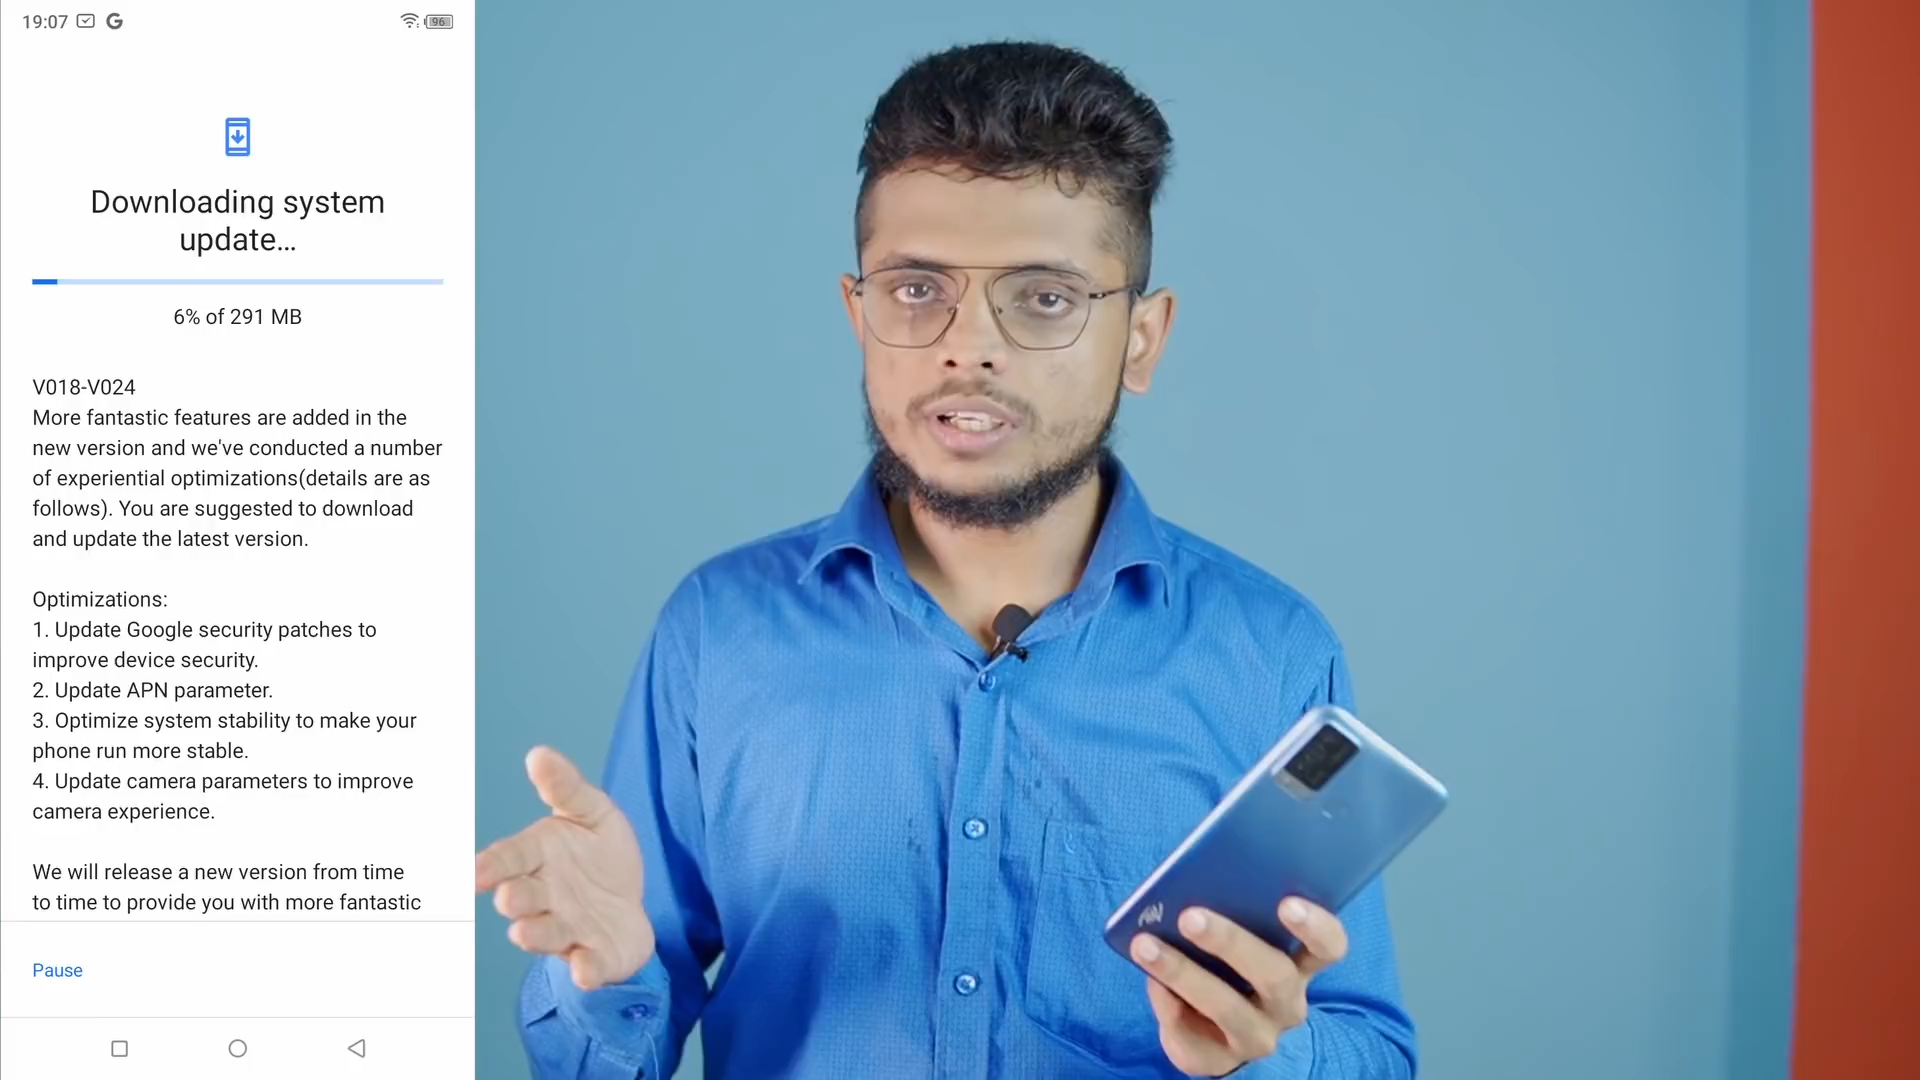 19:07
96
Downloading system
update…
6% of 291 MB
V018-V024
More fantastic features are added in the
new version and we've conducted a number
of experiential optimizations(details are as
follows). You are suggested to download
and update the latest version.
Optimizations:
1. Update Google security patches to
improve device security.
2. Update APN parameter.
3. Optimize system stability to make your
phone run more stable.
4. Update camera parameters to improve
camera experience.
We will release a new version from time
to time to provide you with more fantastic
Pause